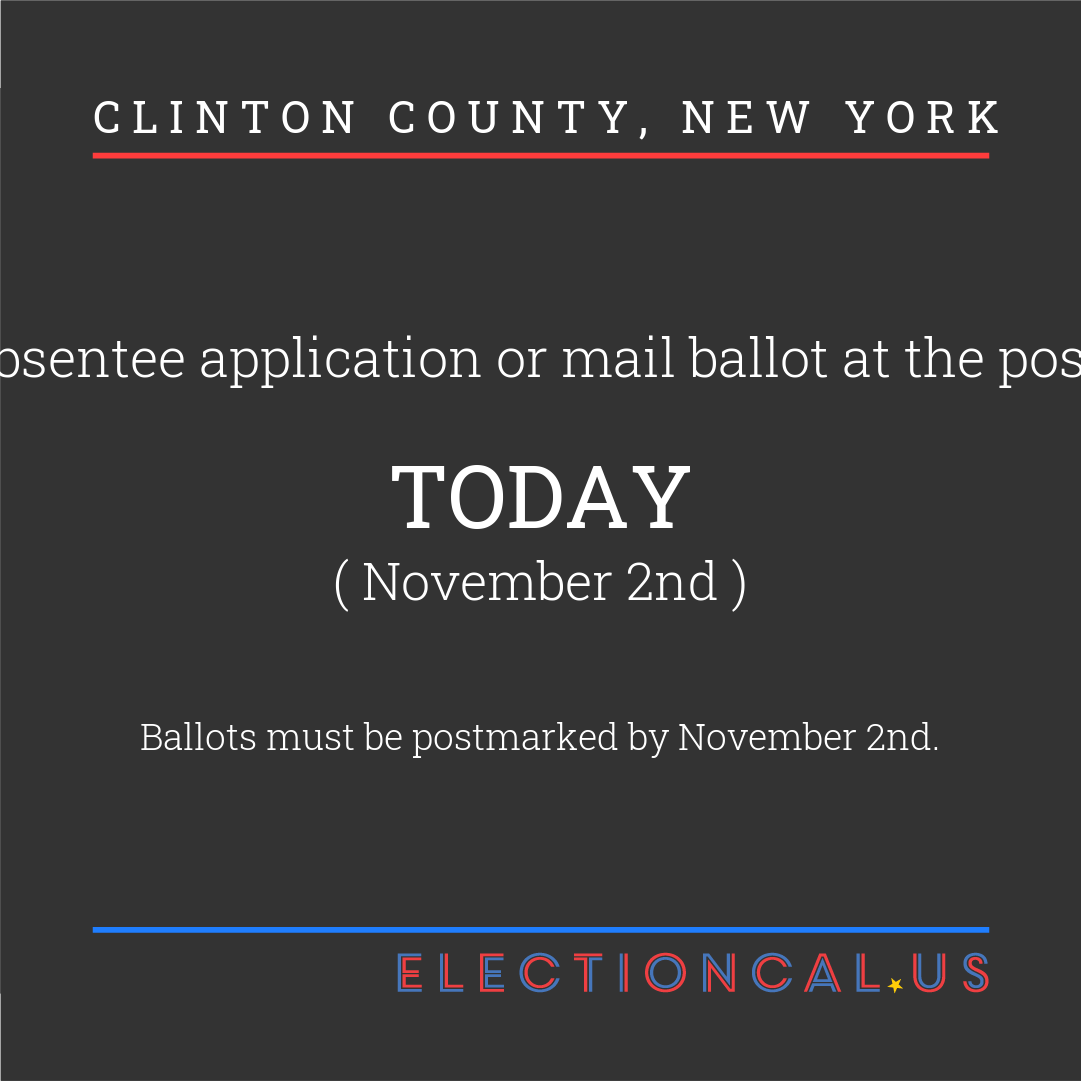 CLINTON COUNTY, NEW YORK
bsentee application or mail ballot at the pos
TODAY
( November 2nd )
Ballots must be postmarked by November 2nd.
ELECTIONCAL.US